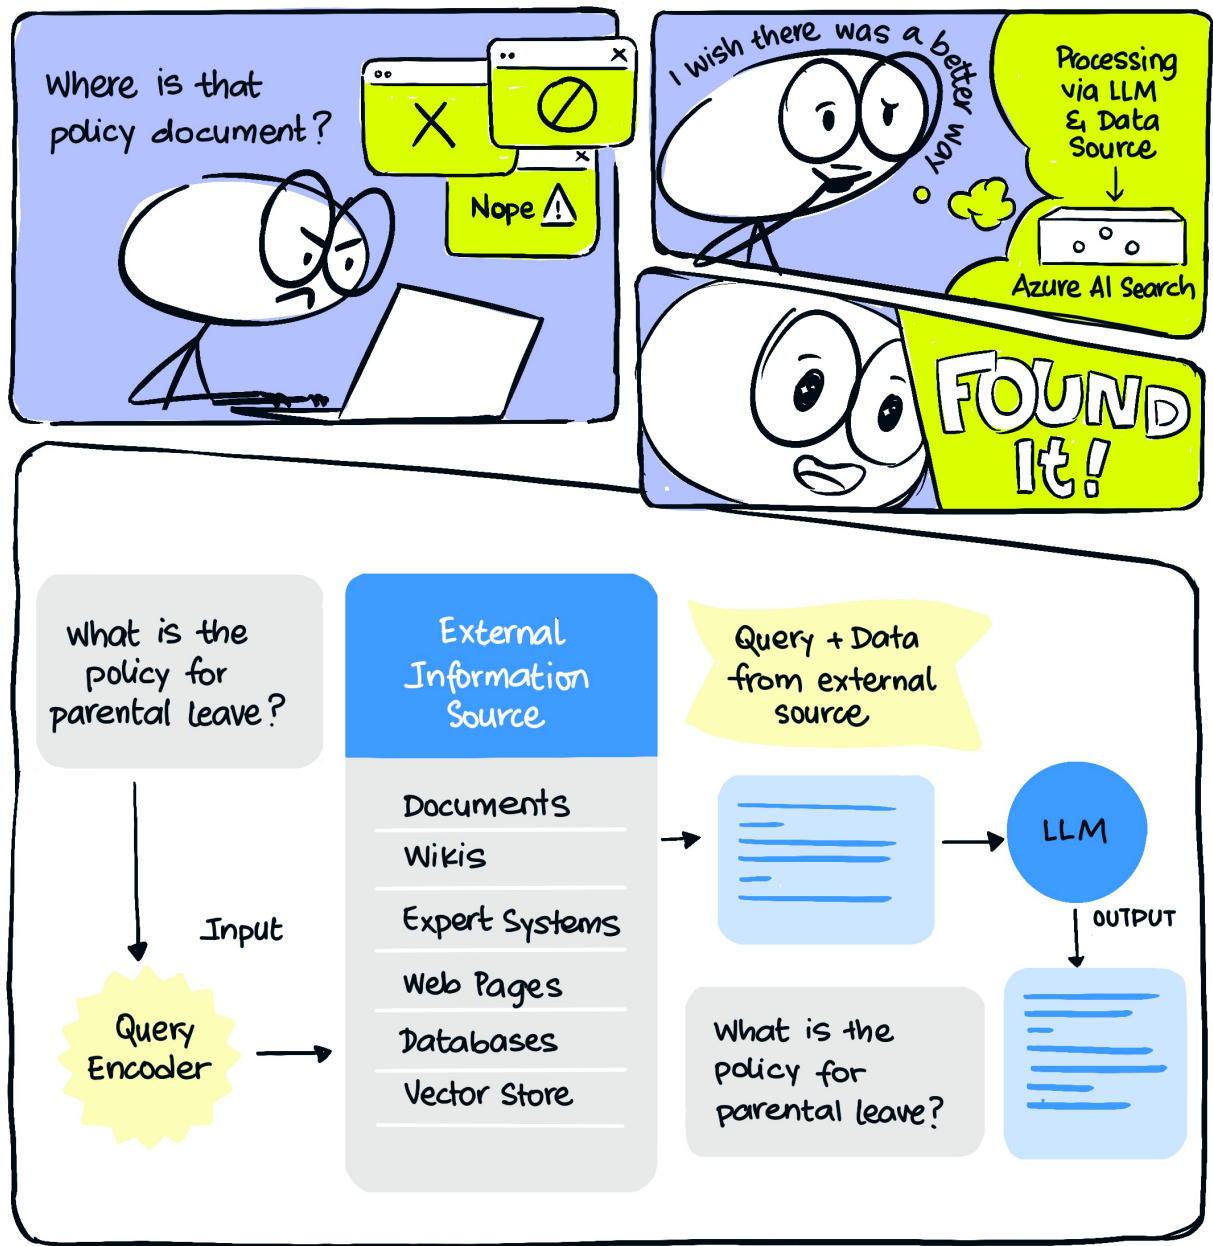 Where is that
policy document?
Nope
I wish there was a better way
Processing
via LLM
& Data
Source
Azure AI Search
FOUND
It!
What is the
policy for
parental leave?
Input
Query
Encoder
External
Information
Source
Documents
Wikis
Expert Systems
Web Pages
Databases
Vector Store
Query + Data
from external
source
LLM
OUTPUT
What is the
policy for
parental leave?